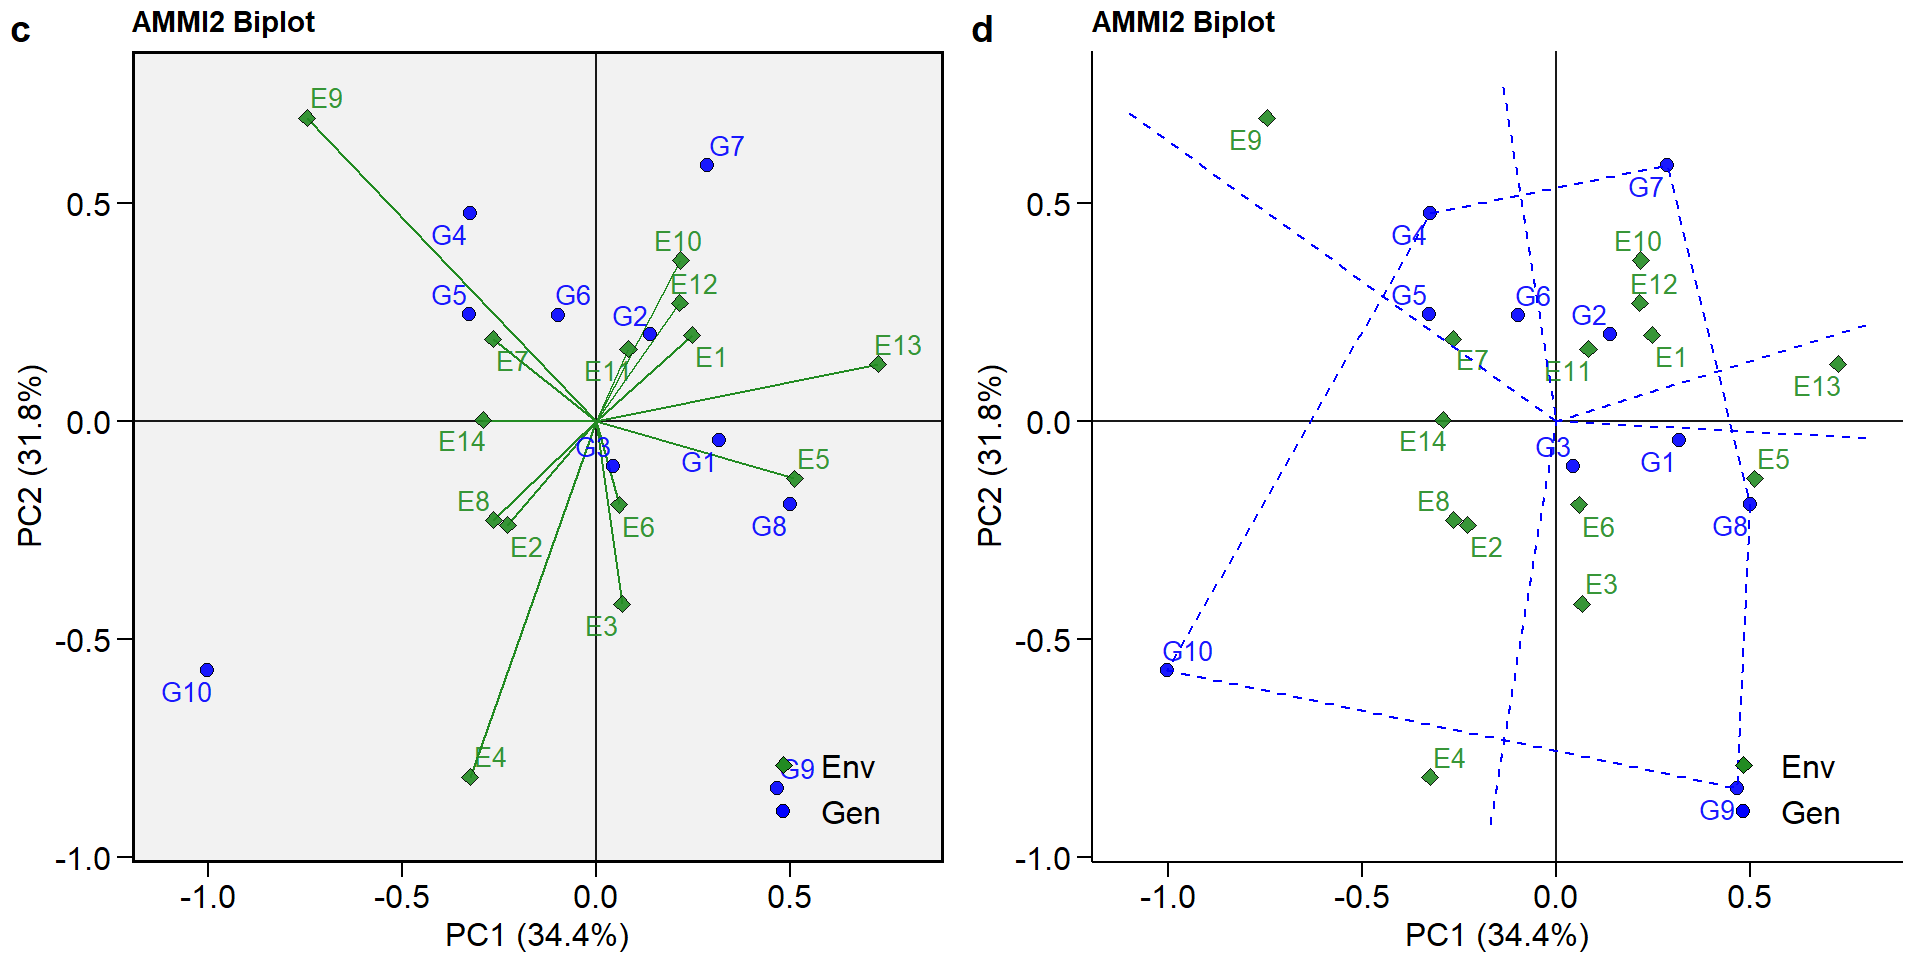 c
AMMI2 Biplot
E9
G7
G4
E10
E12
G5
G6
G2
E7
E11
E1
E13
E14
G3
G1
E5
E8
E2
E6
G8
E3
G10
E4
G9
Env
Gen
0.5
0.0
-0.5
-1.0
PC2 (31.8%)
-1.0
-0.5
0.0
0.5
PC1 (34.4%)
d
AMMI2 Biplot
E9
G7
G4
E10
E12
G5
G6
G2
E7
E11
E1
E13
E14
G3
G1
E5
E8
E2
E6
G8
E3
G10
E4
G9
Env
Gen
0.5
0.0
-0.5
-1.0
PC2 (31.8%)
-1.0
-0.5
0.0
0.5
PC1 (34.4%)